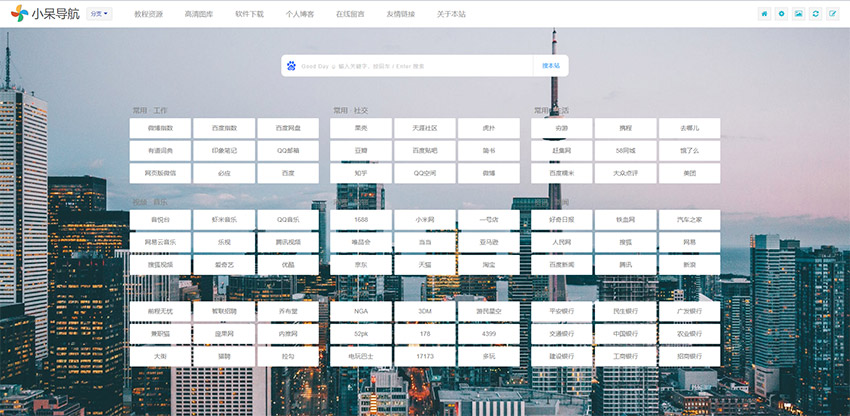 小呆导航 分类 教程资源 高清图库 软件下载 个人博客 在线留言 友情链接 关于本站
Good Day 输入关键字，按回车 / Enter 搜索 搜本站
常用 · 工作
微博指数 百度指数 百度网盘
有道词典 印象笔记 QQ邮箱
网页版微信 必应 百度
常用 · 社交
果壳 天涯社区 虎扑
豆瓣 百度贴吧 简书
知乎 QQ空间 微博
常用 生活
穷游 携程 去哪儿
赶集网 58同城 饿了么
百度糯米 大众点评 美团
视频 · 音乐
音悦台 虾米音乐 QQ音乐
网易云音乐 乐视 腾讯视频
搜狐视频 爱奇艺 优酷
1688 小米网 一号店
唯品会 当当 亚马逊
京东 天猫 淘宝
好奇日报 铁血网 汽车之家
人民网 搜狐 网易
百度新闻 腾讯 新浪
前程无忧 智联招聘 乔布堂
兼职猫 应届网 内推网
大街 猎聘 拉勾
NGA 3DM 游民星空
52pk 178 4399
电玩巴士 17173 多玩
平安银行 民生银行 广发银行
交通银行 中国银行 农业银行
建设银行 工商银行 招商银行